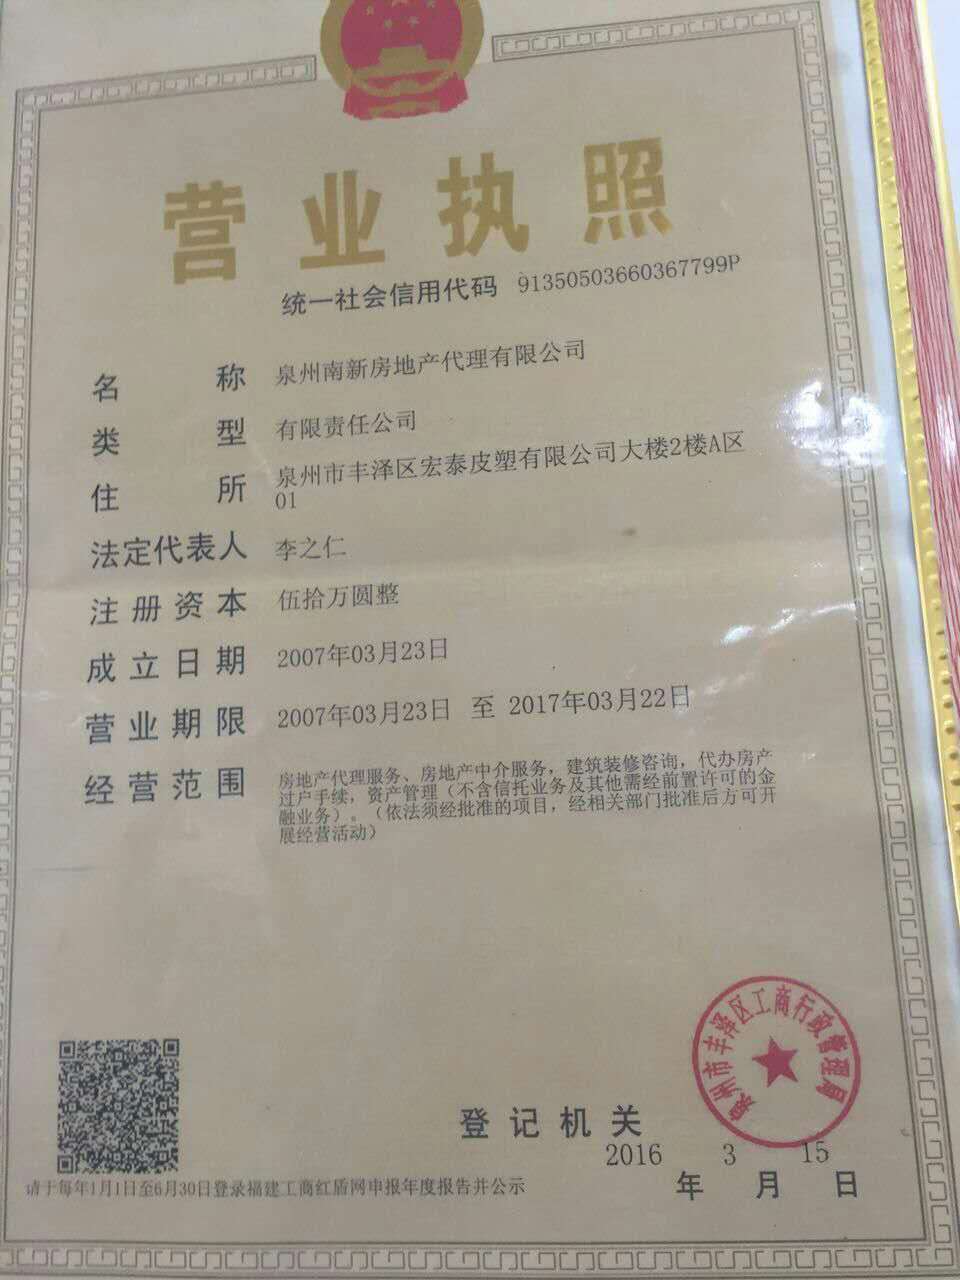 营业执照
统一社会信用代码 91350503660367799P
名称 泉州南新房地产代理有限公司
类型 有限责任公司
住所 泉州市丰泽区宏泰皮塑有限公司大楼2楼A区
01
法定代表人 李之仁
注册资本 伍拾万圆整
成立日期 2007年03月23日
营业期限 2007年03月23日 至 2017年03月22日
经营范围 房地产代理服务、房地产中介服务，建筑装修咨询，代办房产
过户手续，资产管理（不含信托业务及其他需经前置许可的金
融业务）。（依法须经批准的项目，经相关部门批准后方可开
展经营活动）
泉州市丰泽区工商行政管理局
登记机关
2016 3 15
年 月 日
请于每年1月1日至6月30日登录福建工商红盾网申报年度报告并公示